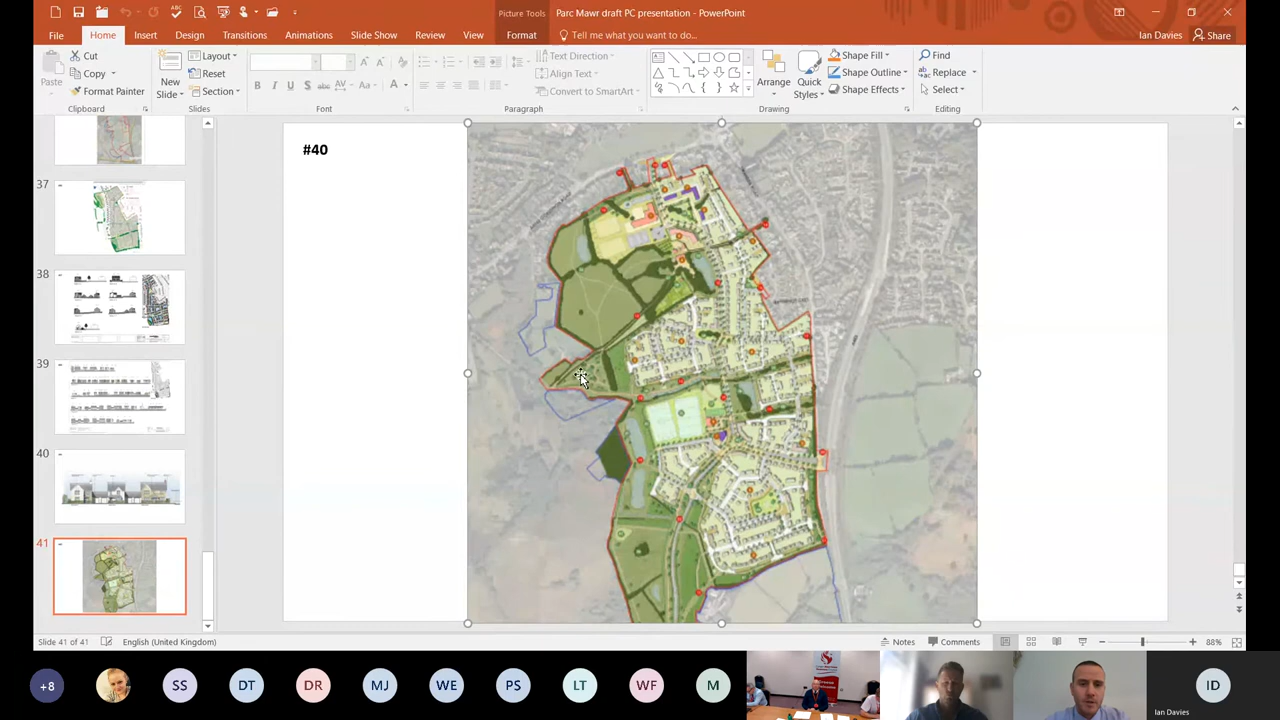 Picture Tools
Parc Mawr draft PC presentation - PowerPoint
File
Home
Insert
Design
Transitions
Animations
Slide Show
Review
View
Format
Tell me what you want to do...
Ian Davies
Share
Paste
Cut
Copy
Format Painter
Clipboard
New
Slide
Layout
Reset
Section
Slides
Font
Text Direction
Align Text
Convert to SmartArt
Paragraph
Arrange
Quick
Styles
Shape Fill
Shape Outline
Shape Effects
Drawing
Find
Replace
Select
Editing
37
38
39
40
41
#40
Slide 41 of 41
English (United Kingdom)
Notes
Comments
88%
+8
SS
DT
DR
MJ
WE
PS
LT
WF
M
ID
Ian Davies